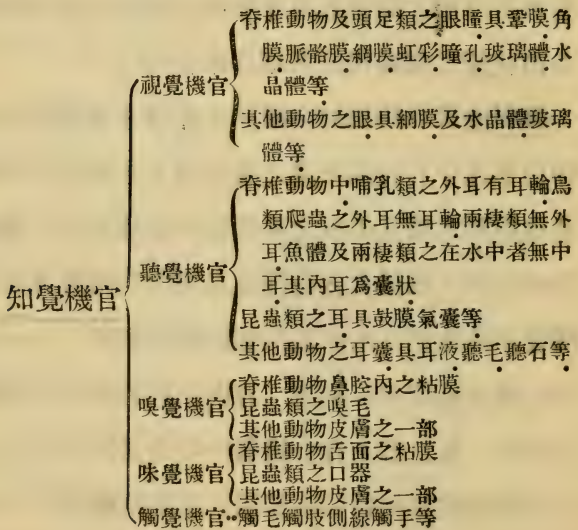 知覺機官
視覺機官
脊椎動物及頭足類之眼瞳具鞏膜角
膜脈胳膜網膜虹彩瞳孔玻璃體水
晶體等
其他動物之眼具網膜及水晶體玻璃
體等
聽覺機官
脊椎動物中哺乳類之外耳有耳輪鳥
類爬蟲之外耳無耳輪兩棲類無外
耳魚體及兩棲類之在水中者無中
耳其內耳爲囊狀
昆蟲類之耳具鼓膜氣囊等
其他動物之耳囊具耳液聽毛聽石等
嗅覺機官
脊椎動物鼻腔內之粘膜
昆蟲類之嗅毛
其他動物皮膚之一部
味覺機官
脊椎動物舌面之粘膜
昆蟲類之口器
其他動物皮膚之一部
觸覺機官··觸毛觸肢側線觸手等